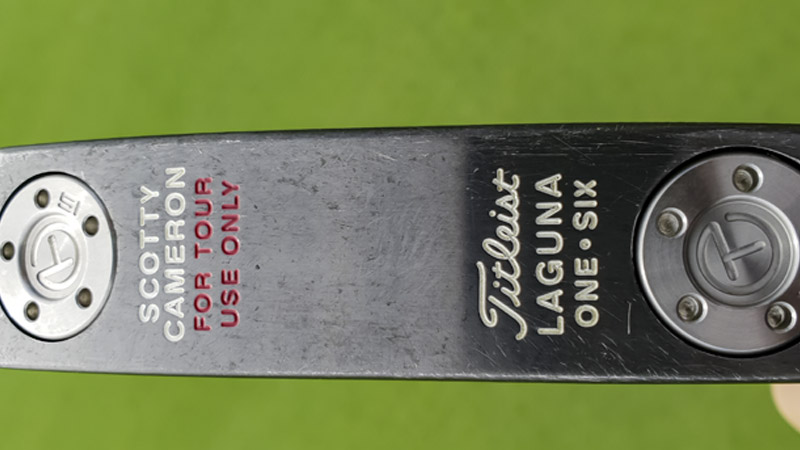 SCOTTY
CAMERON
FOR TOUR
USE ONLY
Titleist
LAGUNA
ONE•SIX